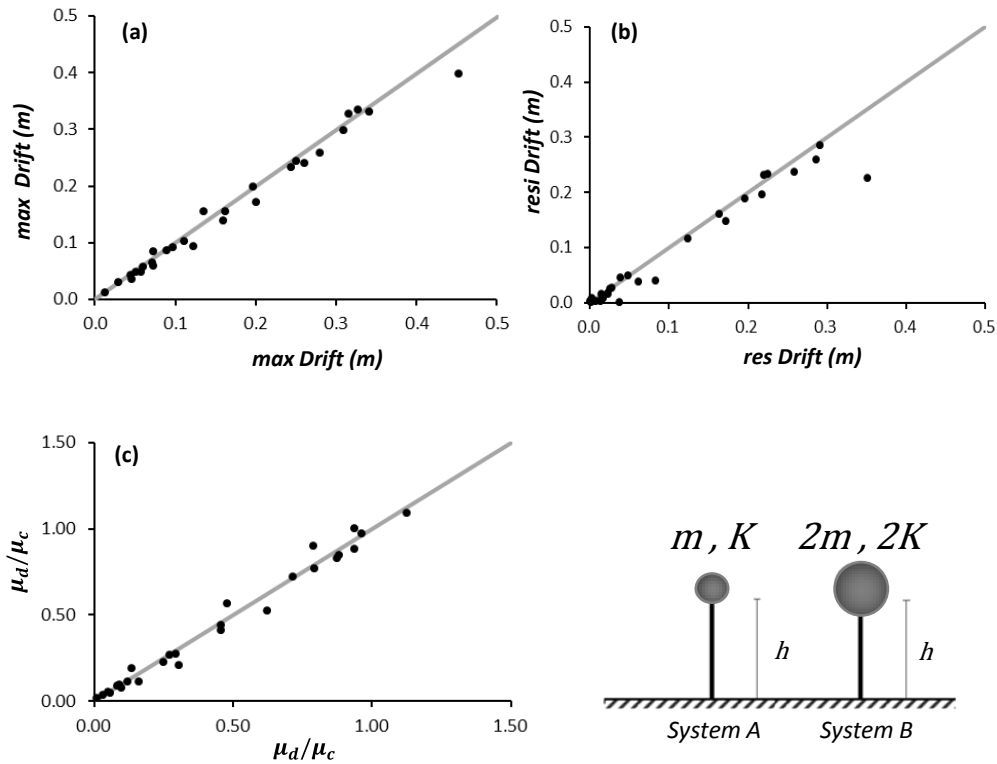 (a)
0.5
0.4
0.3
0.2
0.1
0.0
max Drift (m)
0.0 0.1 0.2 0.3 0.4 0.5
max Drift (m)
(b)
0.5
0.4
0.3
0.2
0.1
0.0
resi Drift (m)
0.0 0.1 0.2 0.3 0.4 0.5
res Drift (m)
(c)
1.50
1.00
0.50
0.00
μd/μc
0.00 0.50 1.00 1.50
μd/μc
m , K 2m, 2K
h h
System A System B